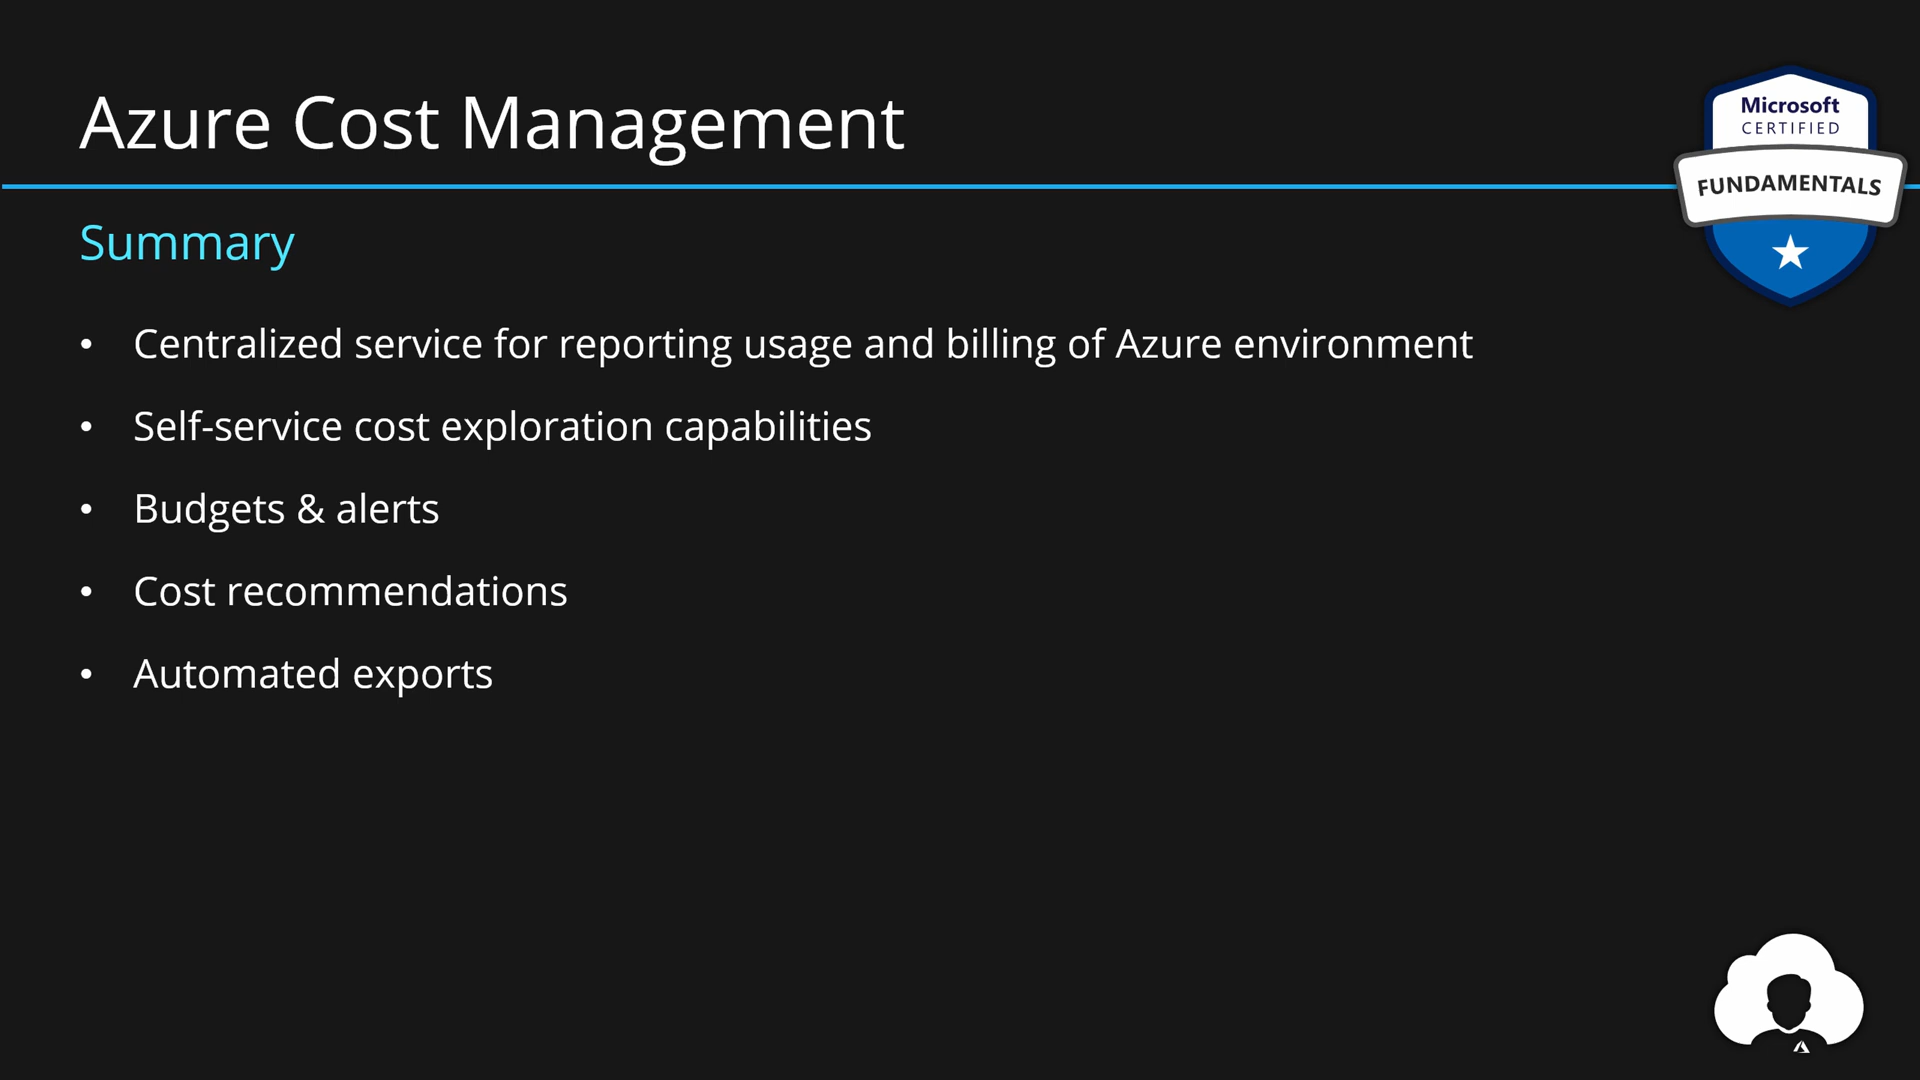 Azure Cost Management
Microsoft
CERTIFIED
FUNDAMENTALS
Summary
• Centralized service for reporting usage and billing of Azure environment
• Self-service cost exploration capabilities
• Budgets & alerts
• Cost recommendations
• Automated exports